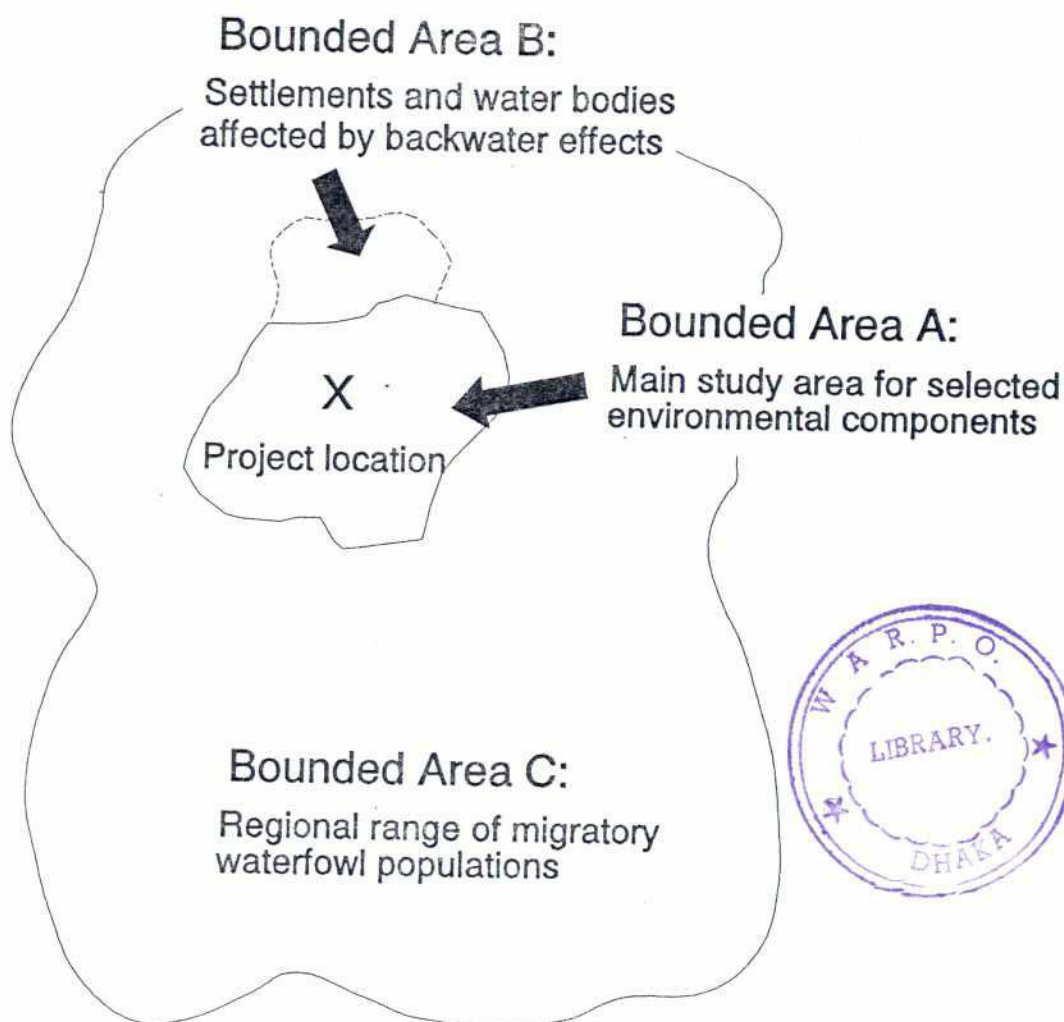 Bounded Area B:
Settlements and water bodies
affected by backwater effects
Bounded Area A:
Main study area for selected
environmental components
X
Project location
Bounded Area C:
Regional range of migratory
waterfowl populations
W A R. P. O.
LIBRARY.
DHAKA